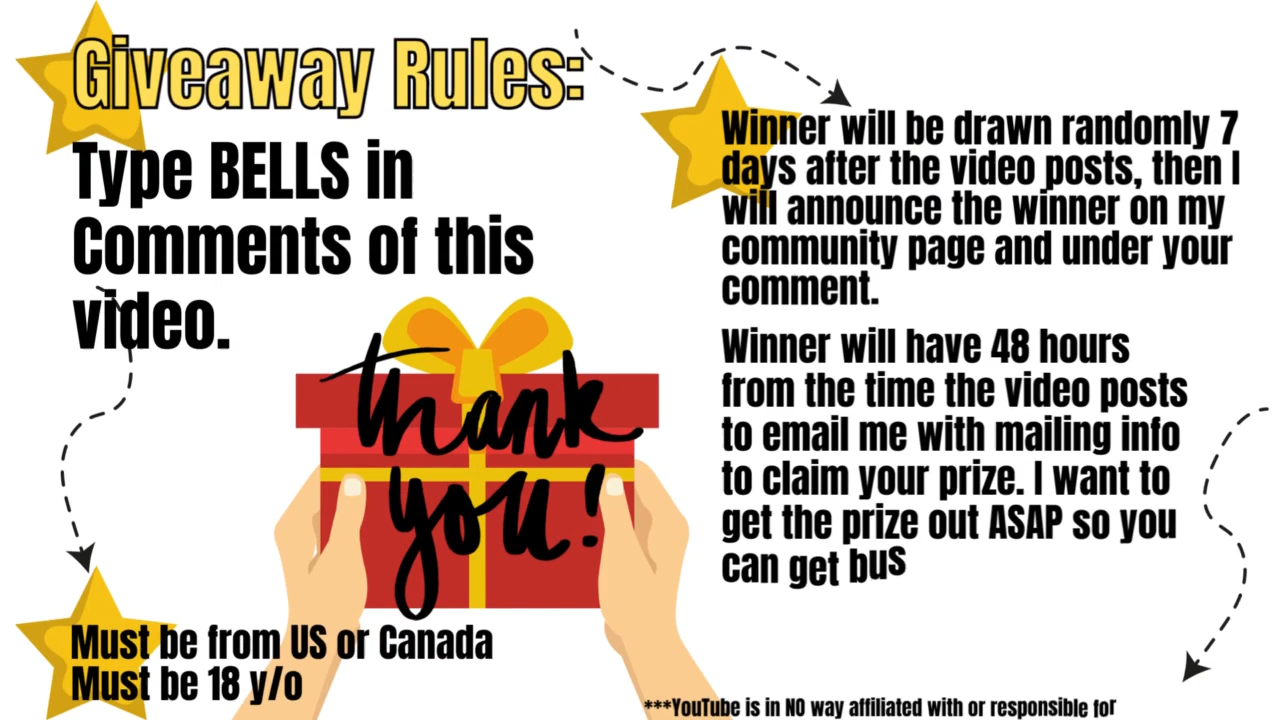 Giveaway Rules:
Type BELLS in
Comments of this
video.
thank
you!
Must be from US or Canada
Must be 18 y/o
Winner will be drawn randomly 7
days after the video posts, then I
will announce the winner on my
community page and under your
comment.
Winner will have 48 hours
from the time the video posts
to email me with mailing info
to claim your prize. I want to
get the prize out ASAP so you
can get bus
***YouTube is in NO way affiliated with or responsible for